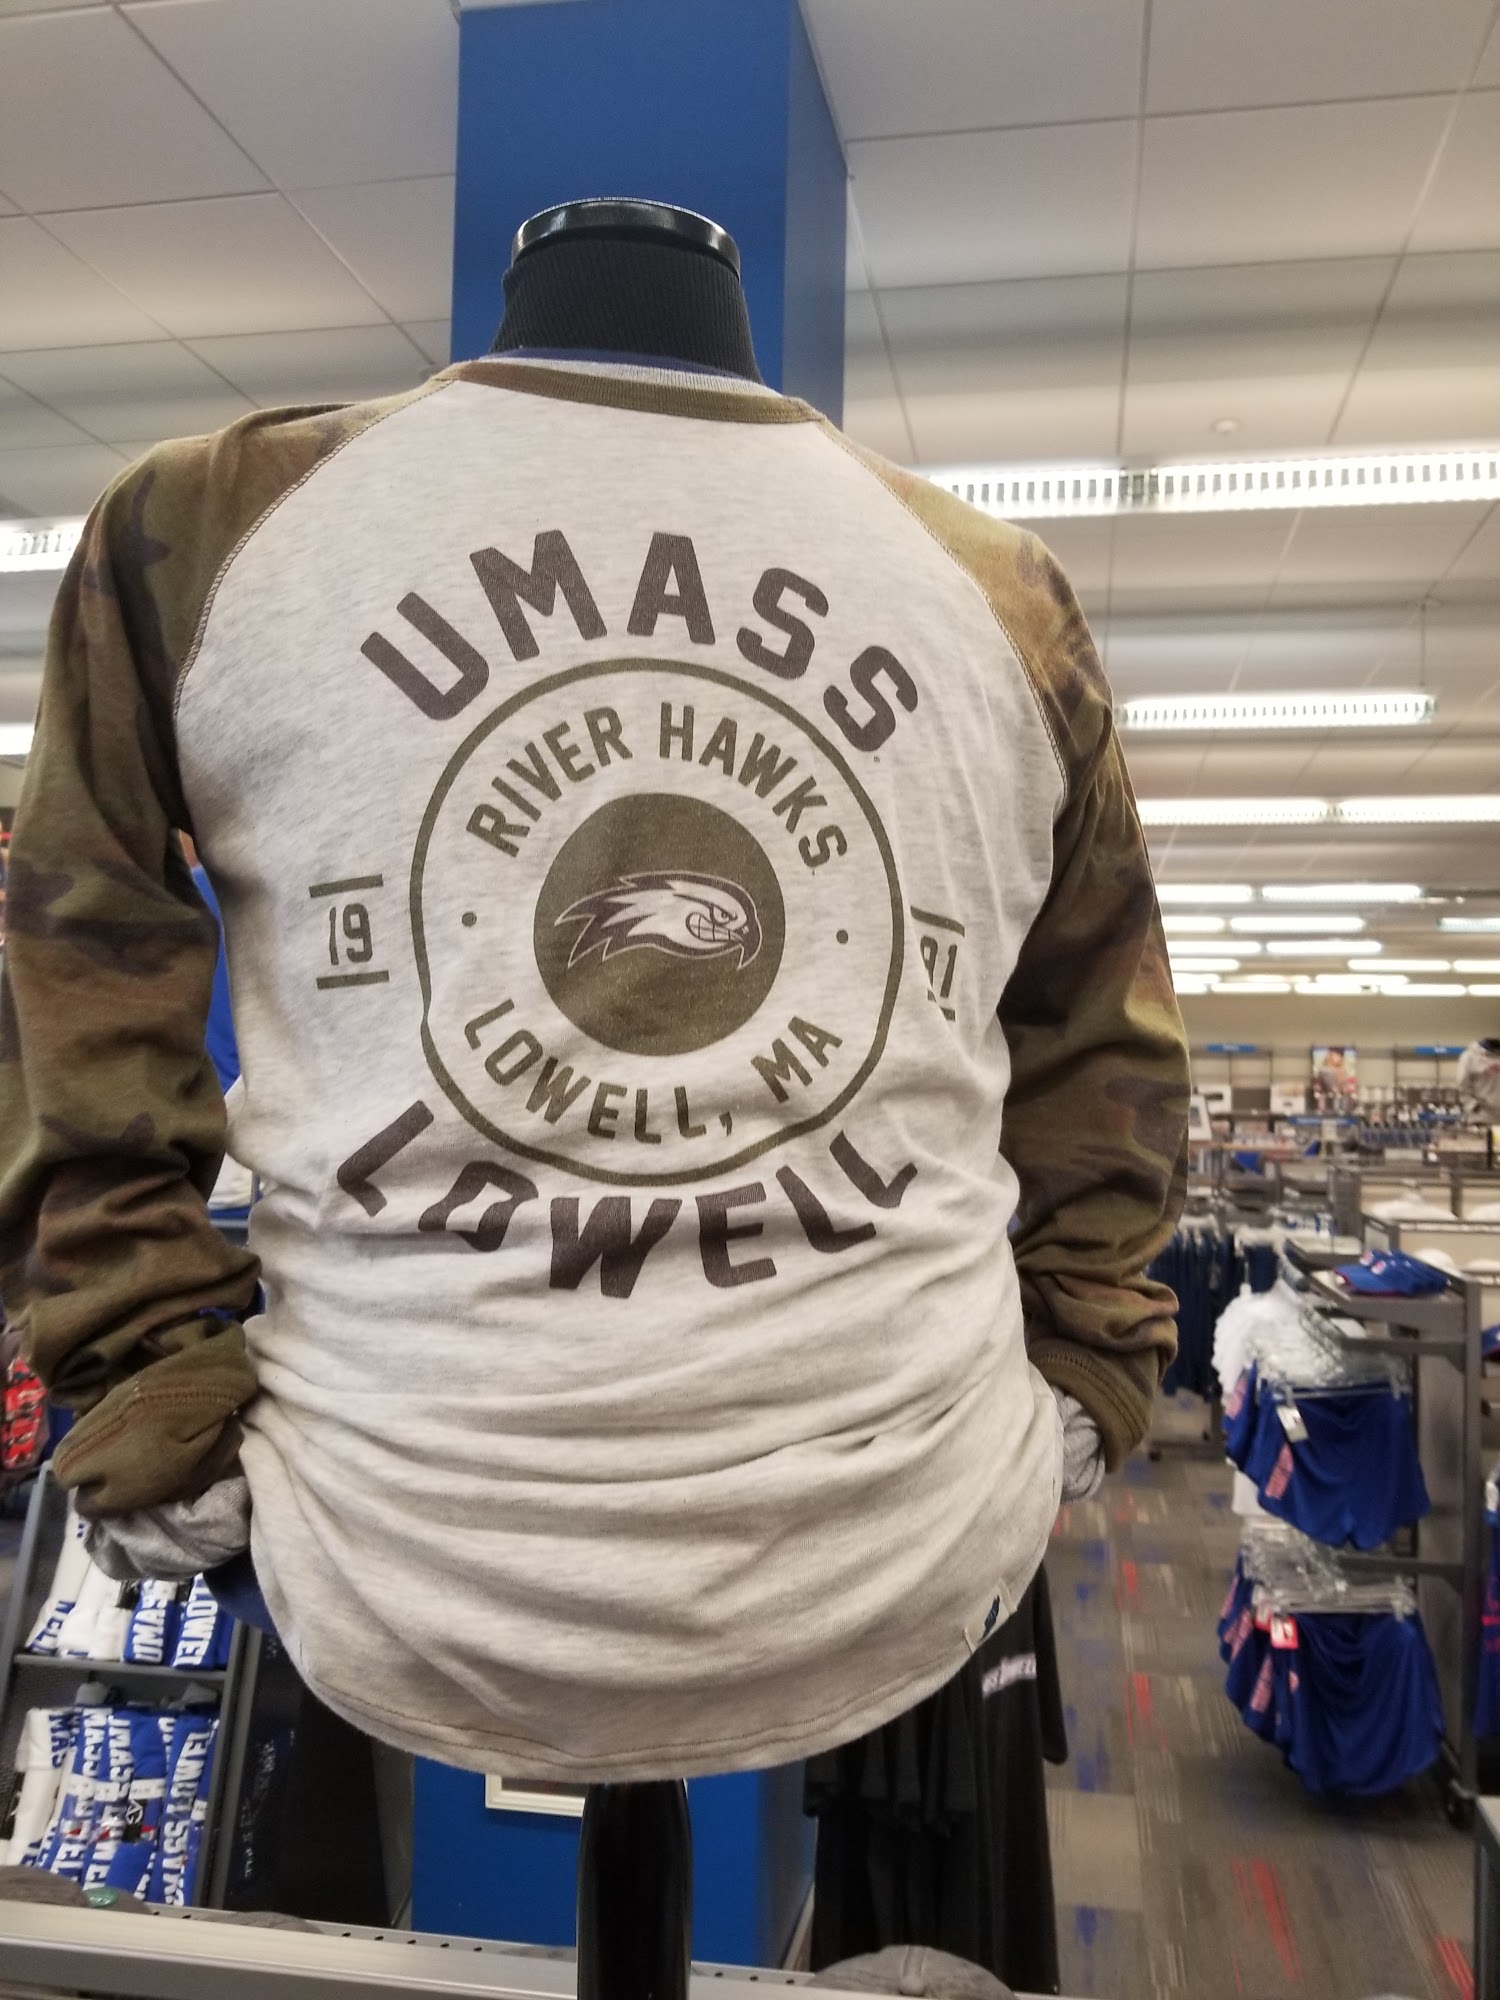 UMASS
RIVER HAWKS
19
91
LOWELL, MA
LOWELL